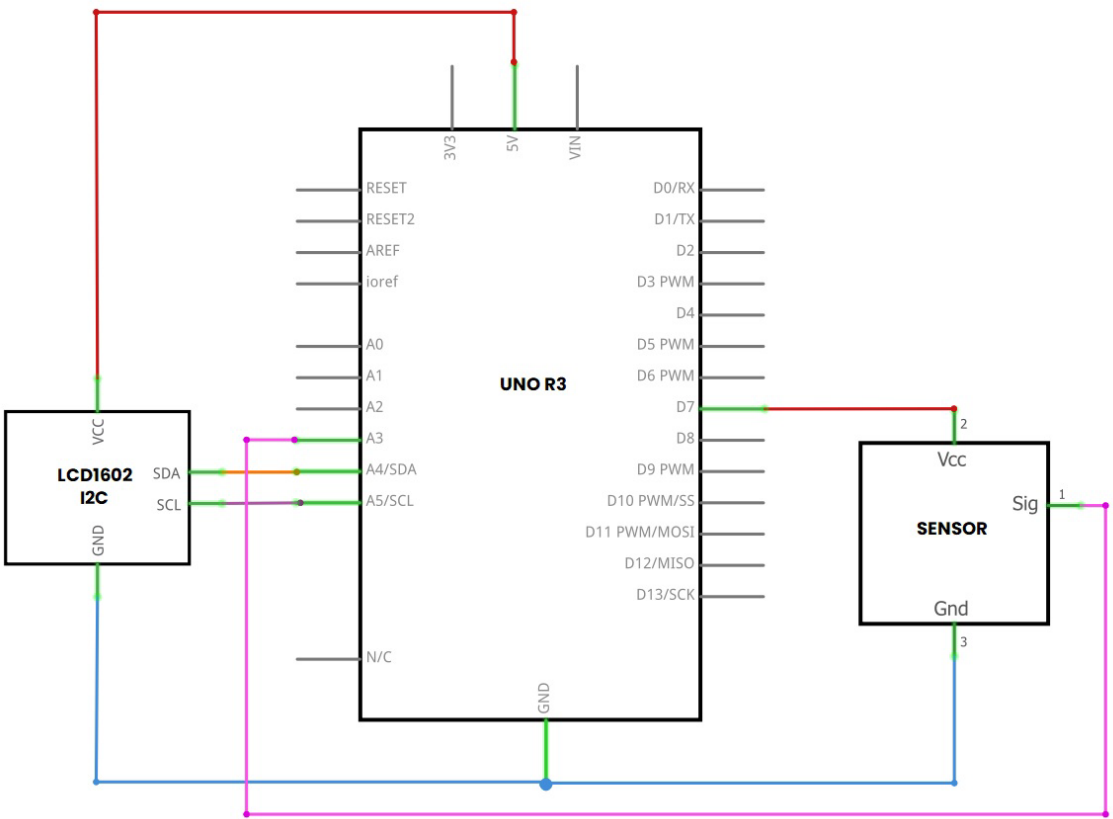 3V3
5V
VIN
RESET
RESET2
AREF
ioref
A0
A1
A2
A3
A4/SDA
A5/SCL
N/C
D0/RX
D1/TX
D2
D3 PWM
D4
D5 PWM
D6 PWM
D7
D8
D9 PWM
D10 PWM/SS
D11 PWM/MOSI
D12/MISO
D13/SCK
UNO R3
GND
VCC
LCD1602
I2C
SDA
SCL
GND
2
Vcc
Sig
1
SENSOR
Gnd
3